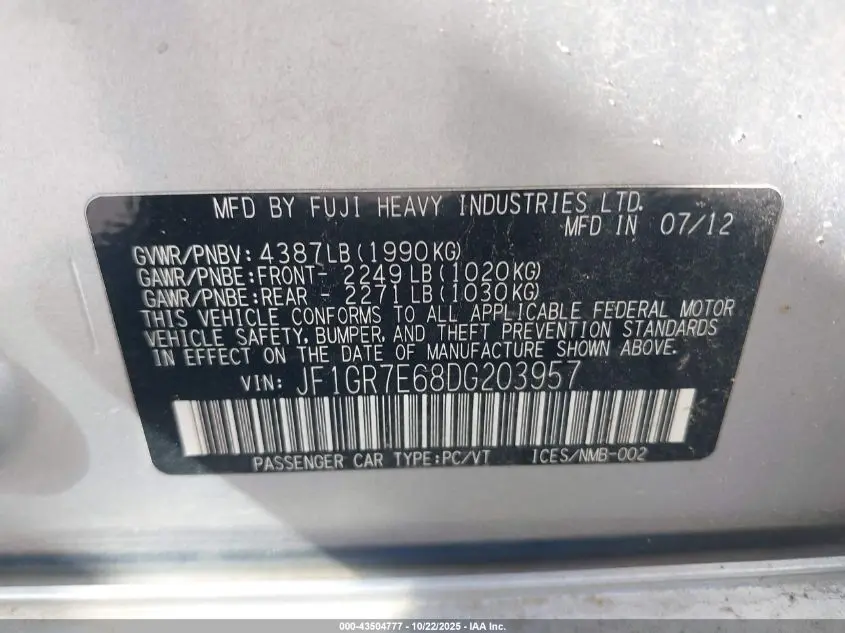 MFD BY FUJI HEAVY INDUSTRIES LTD.
MFD IN 07/12
GVWR/PNBV: 4387LB(1990KG)
GAWR/PNBE:FRONT- 2249LB(1020KG)
GAWR/PNBE:REAR - 2271LB(1030KG)
THIS VEHICLE CONFORMS TO ALL APPLICABLE FEDERAL MOTOR
VEHICLE SAFETY, BUMPER, AND THEFT PREVENTION STANDARDS
IN EFFECT ON THE DATE OF MANUFACTURE SHOWN ABOVE.
VIN: JF1GR7E68DG203957
PASSENGER CAR TYPE:PC/VT ICES/NMB-002
000-43504777 - 10/22/2025 - IAA Inc.